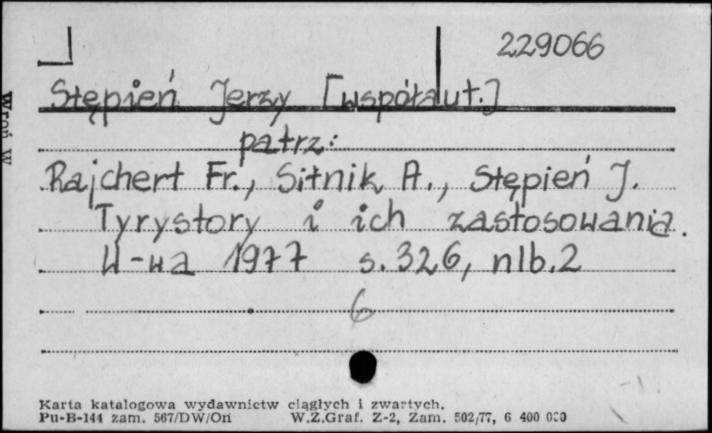 229066
Stępień Jerzy [współaut.]
patrz:
Rajchert Fr., Sitnik A., Stępień J.
Tyrystory i ich zastosowania.
W-wa 1977 s. 326, nlb. 2
6
Karta katalogowa wydawnictw ciągłych i zwartych.
Pu-B-144 zam. 567/DW/Oń W.Z.Graf. Z-2, Zam. 502/77, 6 400 000